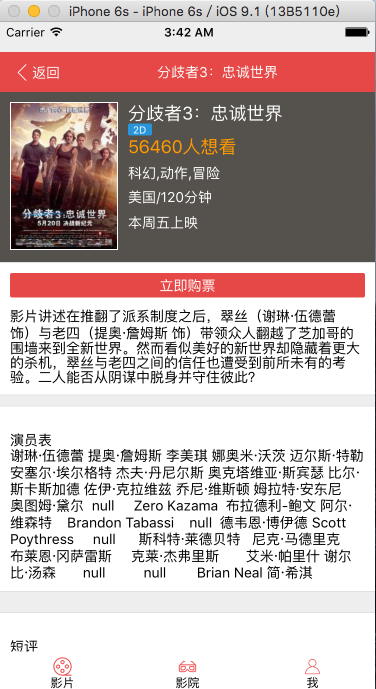 iPhone 6s - iPhone 6s / iOS 9.1 (13B5110e)
Carrier 3:42 AM
返回 分歧者3：忠诚世界
分歧者3：忠诚世界
2D
56460人想看
科幻,动作,冒险
美国/120分钟
本周五上映
分歧者3:忠诚世界
5月20日 决战新纪元
立即购票
影片讲述在推翻了派系制度之后，翠丝（谢琳·伍德蕾
饰）与老四（提奥·詹姆斯 饰）带领众人翻越了芝加哥的
围墙来到全新世界。然而看似美好的新世界却隐藏着更大
的杀机，翠丝与老四之间的信任也遭受到前所未有的考
验。二人能否从阴谋中脱身并守住彼此？
演员表
谢琳·伍德蕾 提奥·詹姆斯 李美琪 娜奥米·沃茨 迈尔斯·特勒
安塞尔·埃尔格特 杰夫·丹尼尔斯 奥克塔维亚·斯宾瑟 比尔·
斯卡斯加德 佐伊·克拉维兹 乔尼·维斯顿 姆拉特·安东尼
奥图姆·黛尔 null Zero Kazama 布拉德利-鲍文 阿尔·
维森特 Brandon Tabassi null 德韦恩·博伊德 Scott
Poythress null 斯科特·莱德贝特 尼克·马德里克
布莱恩·冈萨雷斯 克莱·杰弗里斯 艾米·帕里什 谢尔
比·汤森 null null Brian Neal 简·希淇
短评
影片 影院 我